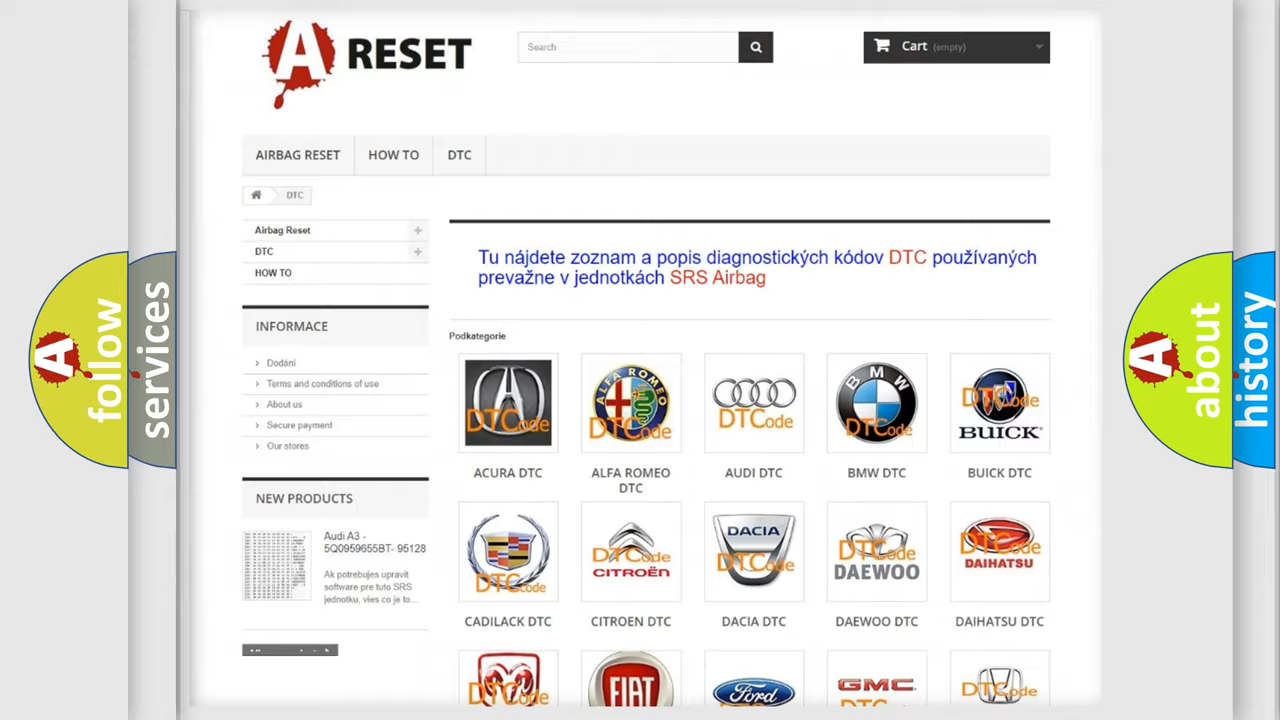 A RESET
Search
Cart (empty)
AIRBAG RESET
HOW TO
DTC
DTC
Airbag Reset
DTC
HOW TO
Tu nájdete zoznam a popis diagnostických kódov DTC používaných
prevažne v jednotkách SRS Airbag
INFORMACE
Dodání
Terms and conditions of use
About us
Secure payment
Our stores
NEW PRODUCTS
Audi A3 -
5Q0959655BT- 95128
Ak potrebujes upravit
software pre tuto SRS
jednotku, vies co je to...
Podkategorie
DTCode
ALFA ROMEO
DTCode
DTCode
BMW
DTCode
DTCode
BUICK
ACURA DTC
ALFA ROMEO
DTC
AUDI DTC
BMW DTC
BUICK DTC
DTCode
DTCode
CITROËN
DACIA
DTCode
DTCode
DAEWOO
DTCode
DAIHATSU
CADILACK DTC
CITROEN DTC
DACIA DTC
DAEWOO DTC
DAIHATSU DTC
DTCode
FIAT
Ford
GMC
DTCode
A follow
services
A about
history